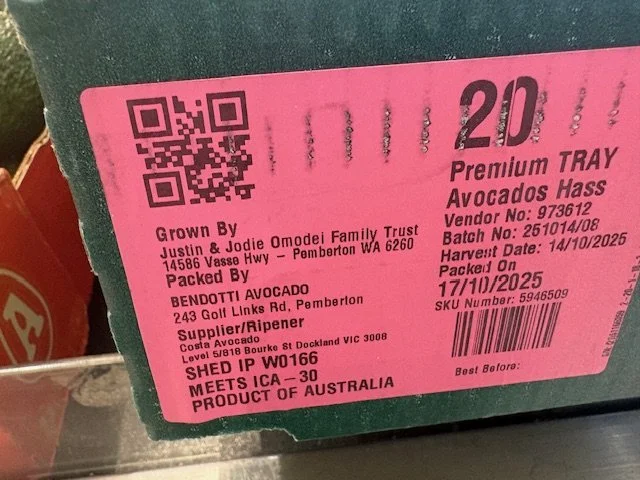 20
Premium TRAY
Avocados Hass
Vendor No: 973612
Batch No: 251014/08
Harvest Date: 14/10/2025
Packed On
17/10/2025
SKU Number: 5946509
Best Before:
Grown By
Justin & Jodie Omodei Family Trust
14586 Vasse Hwy - Pemberton WA 6260
Packed By
BENDOTTI AVOCADO
243 Golf Links Rd, Pemberton
Supplier/Ripener
Costa Avocado
Level 5/818 Bourke St Dockland VIC 3008
SHED IP W0166
MEETS ICA-30
PRODUCT OF AUSTRALIA